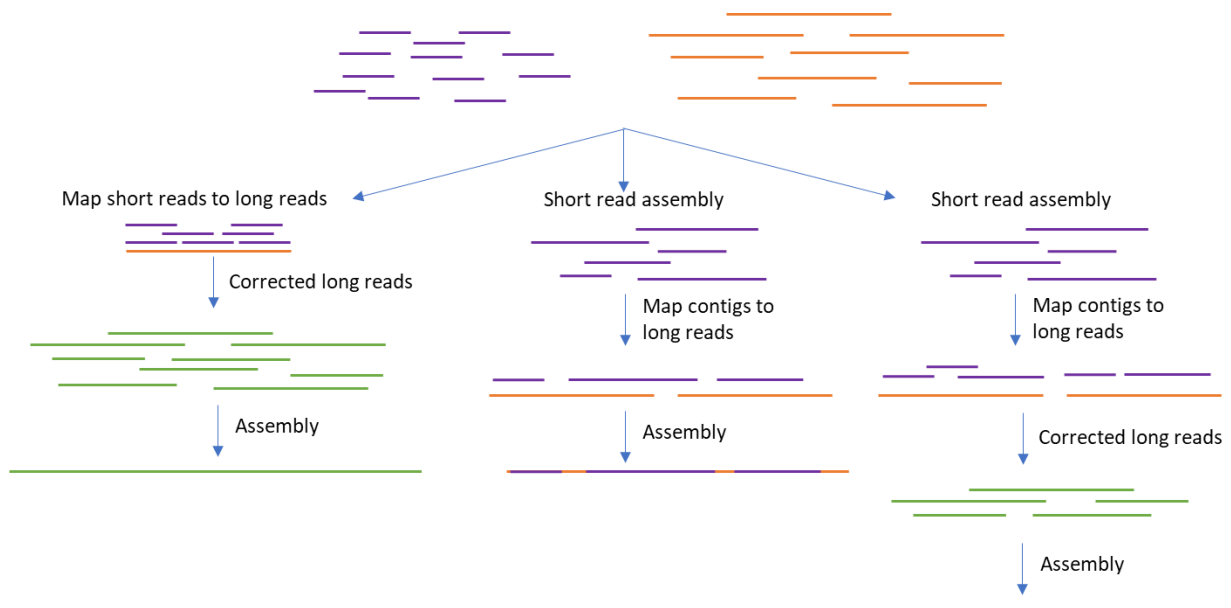 Map short reads to long reads
Corrected long reads
Assembly
Short read assembly
Map contigs to
long reads
Assembly
Short read assembly
Map contigs to
long reads
Corrected long reads
Assembly